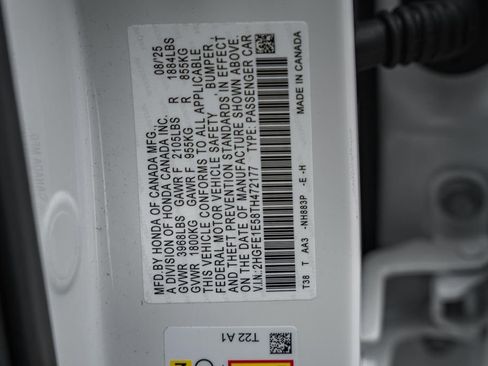 MFD.BY HONDA OF CANADA MFG. 08/25
A DIVISION OF HONDA CANADA INC.
GVWR 3968LBS GAWR F 2105LBS R 1884LBS
GVWR 1800KG GAWR F 955KG R 855KG
THIS VEHICLE CONFORMS TO ALL APPLICABLE
FEDERAL MOTOR VEHICLE SAFETY BUMPER,
AND THEFT PREVENTION STANDARDS IN EFFECT
ON THE DATE OF MANUFACTURE SHOWN ABOVE.
V.I.N:2HGFE1E58TH472177 TYPE: PASSENGER CAR
T38 T AA3 -NH883P -E -H MADE IN CANADA
T22 A1